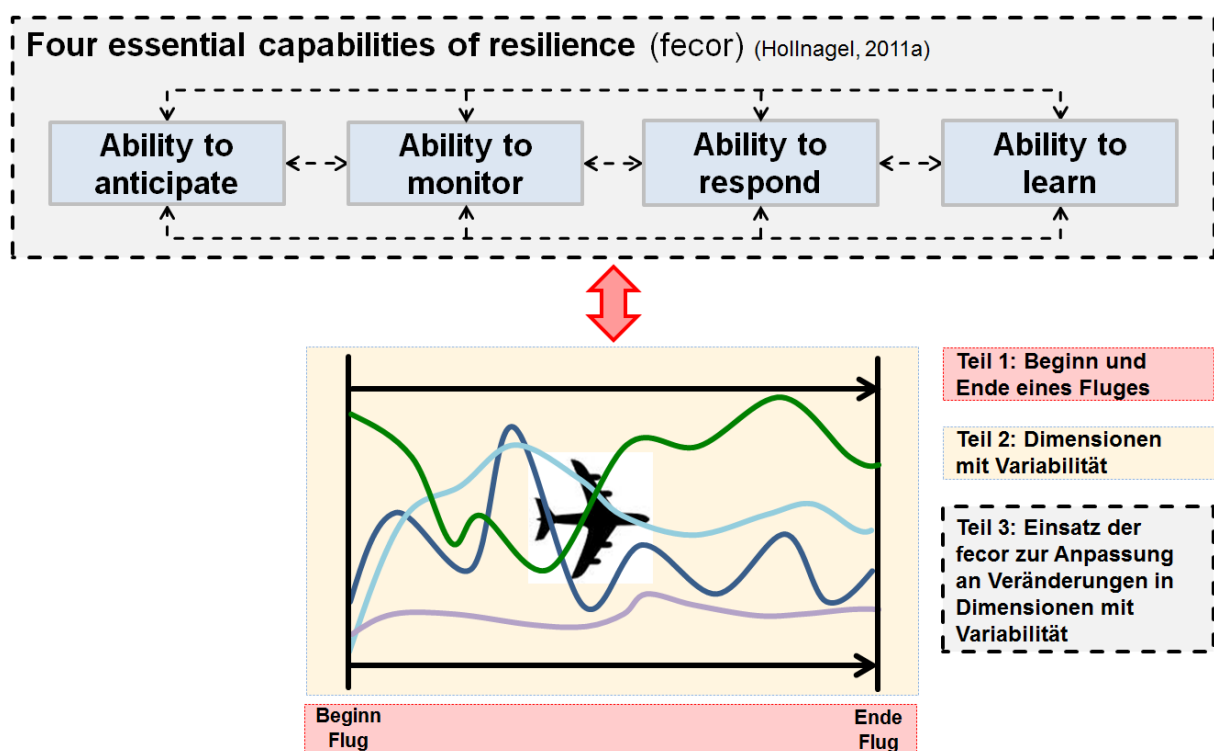 Four essential capabilities of resilience (fecor) (Hollnagel, 2011a)
Ability to
anticipate
Ability to
monitor
Ability to
respond
Ability to
learn
Teil 1: Beginn und
Ende eines Fluges
Teil 2: Dimensionen
mit Variabilität
Teil 3: Einsatz der
fecor zur Anpassung
an Veränderungen in
Dimensionen mit
Variabilität
Beginn
Flug
Ende
Flug